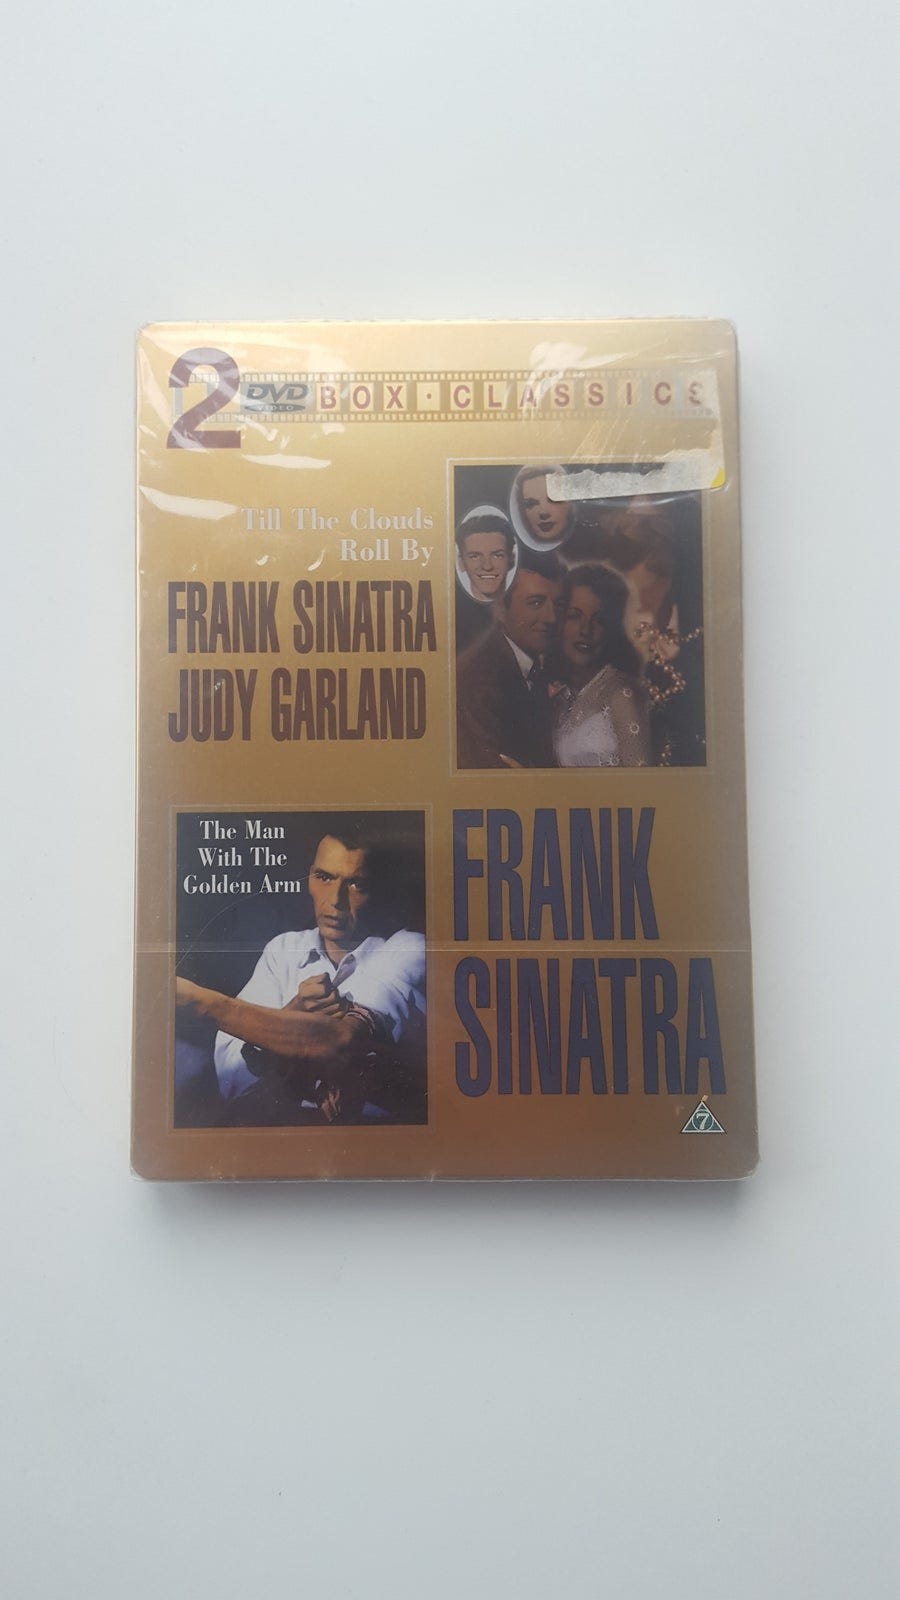 2 DVD VIDEO BOX · CLASSICS
Till The Clouds
Roll By
FRANK SINATRA
JUDY GARLAND
The Man
With The
Golden Arm
FRANK
SINATRA
7